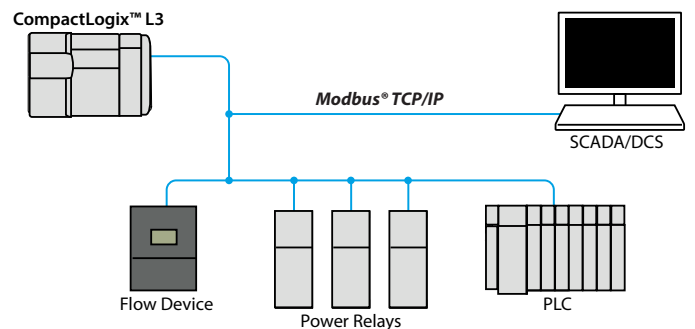 CompactLogix™ L3
Modbus® TCP/IP
SCADA/DCS
Flow Device
Power Relays
PLC